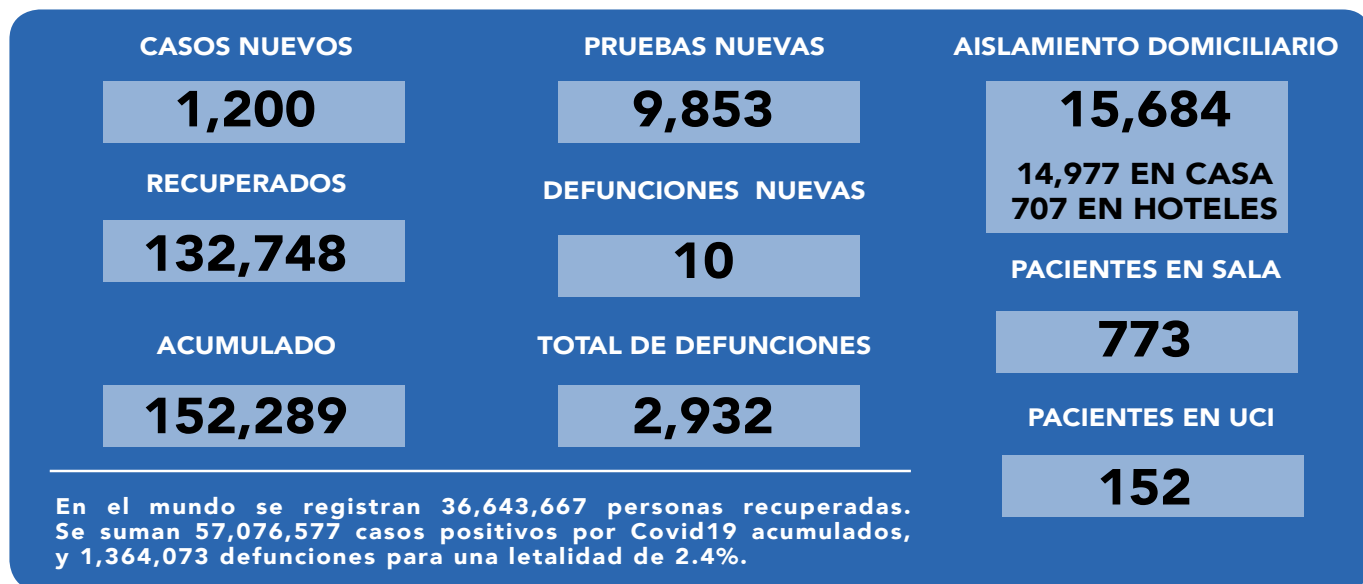 CASOS NUEVOS
1,200
RECUPERADOS
132,748
ACUMULADO
152,289
PRUEBAS NUEVAS
9,853
DEFUNCIONES NUEVAS
10
TOTAL DE DEFUNCIONES
2,932
AISLAMIENTO DOMICILIARIO
15,684
14,977 EN CASA
707 EN HOTELES
PACIENTES EN SALA
773
PACIENTES EN UCI
152
En el mundo se registran 36,643,667 personas recuperadas.
Se suman 57,076,577 casos positivos por Covid19 acumulados,
y 1,364,073 defunciones para una letalidad de 2.4%.